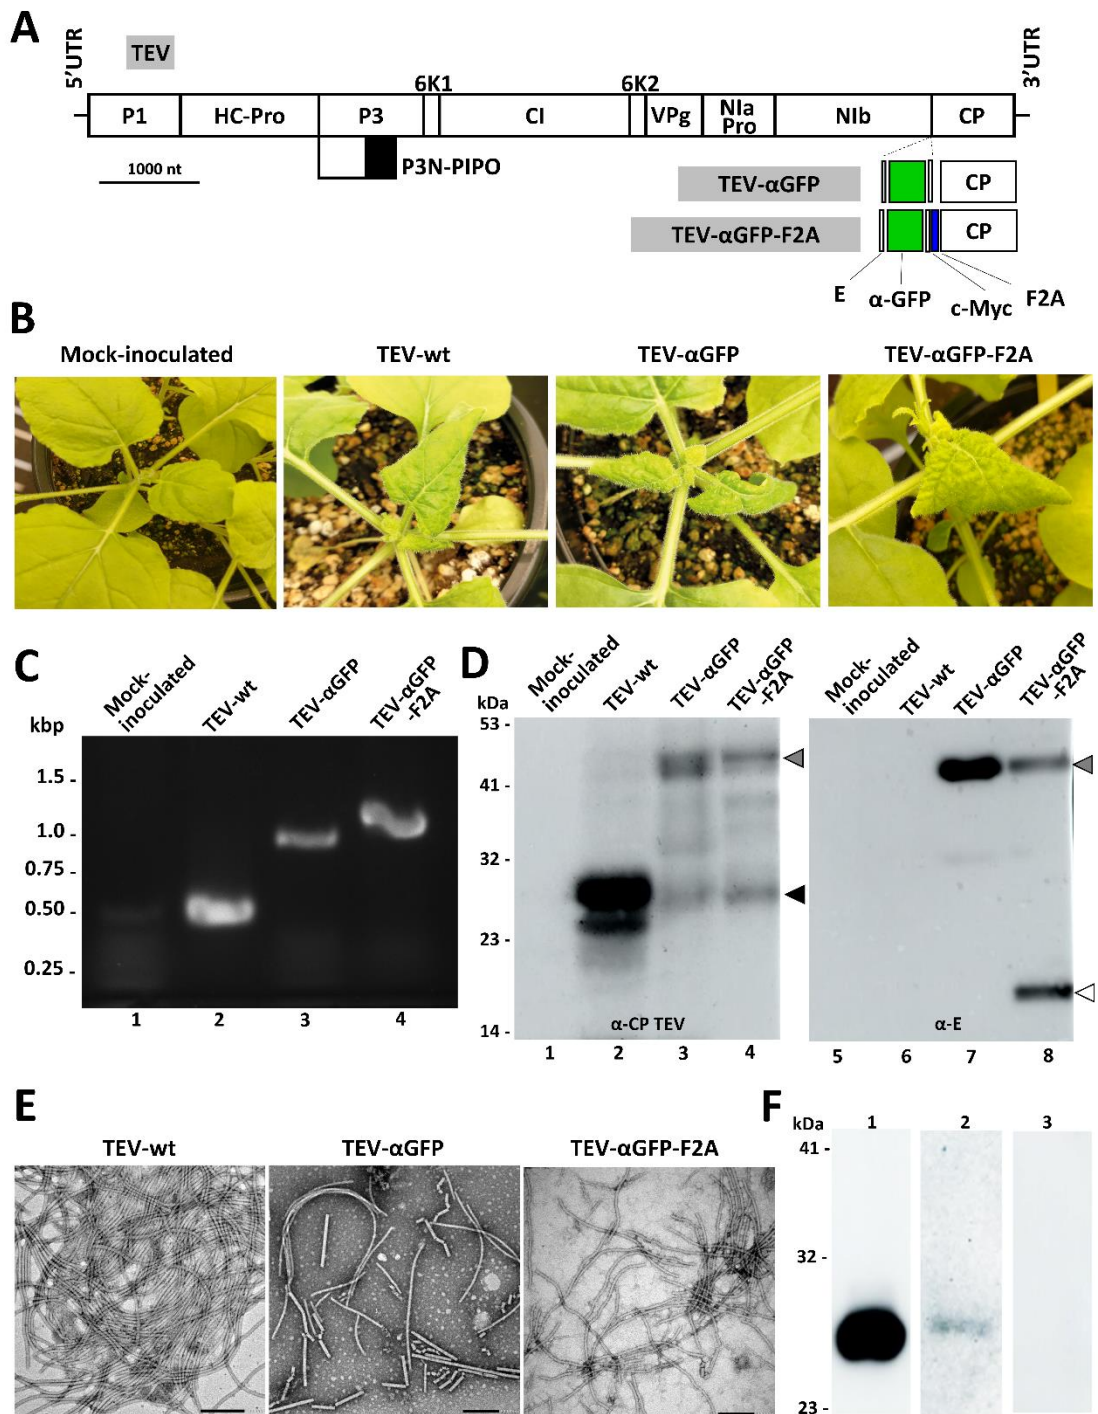 A
5'UTR
TEV
3'UTR
6K1
6K2
P1
HC-Pro
P3
CI
VPg
NIa
Pro
NIb
CP
1000 nt
P3N-PIPO
TEV-αGFP
CP
TEV-αGFP-F2A
CP
E
α-GFP
c-Myc
F2A
B
Mock-inoculated
TEV-wt
TEV-αGFP
TEV-αGFP-F2A
C
Mock-
inoculated
TEV-wt
TEV-αGFP
TEV-αGFP
-F2A
kbp
1.5 -
1.0 -
0.75 -
0.50 -
0.25 -
1
2
3
4
D
Mock-
inoculated
TEV-wt
TEV-αGFP
TEV-αGFP
-F2A
Mock-
inoculated
TEV-wt
TEV-αGFP
TEV-αGFP
-F2A
kDa
53 -
41 -
32 -
23 -
14 -
α-CP TEV
α-E
1
2
3
4
5
6
7
8
E
TEV-wt
TEV-αGFP
TEV-αGFP-F2A
F
kDa
1
2
3
41 -
32 -
23 -